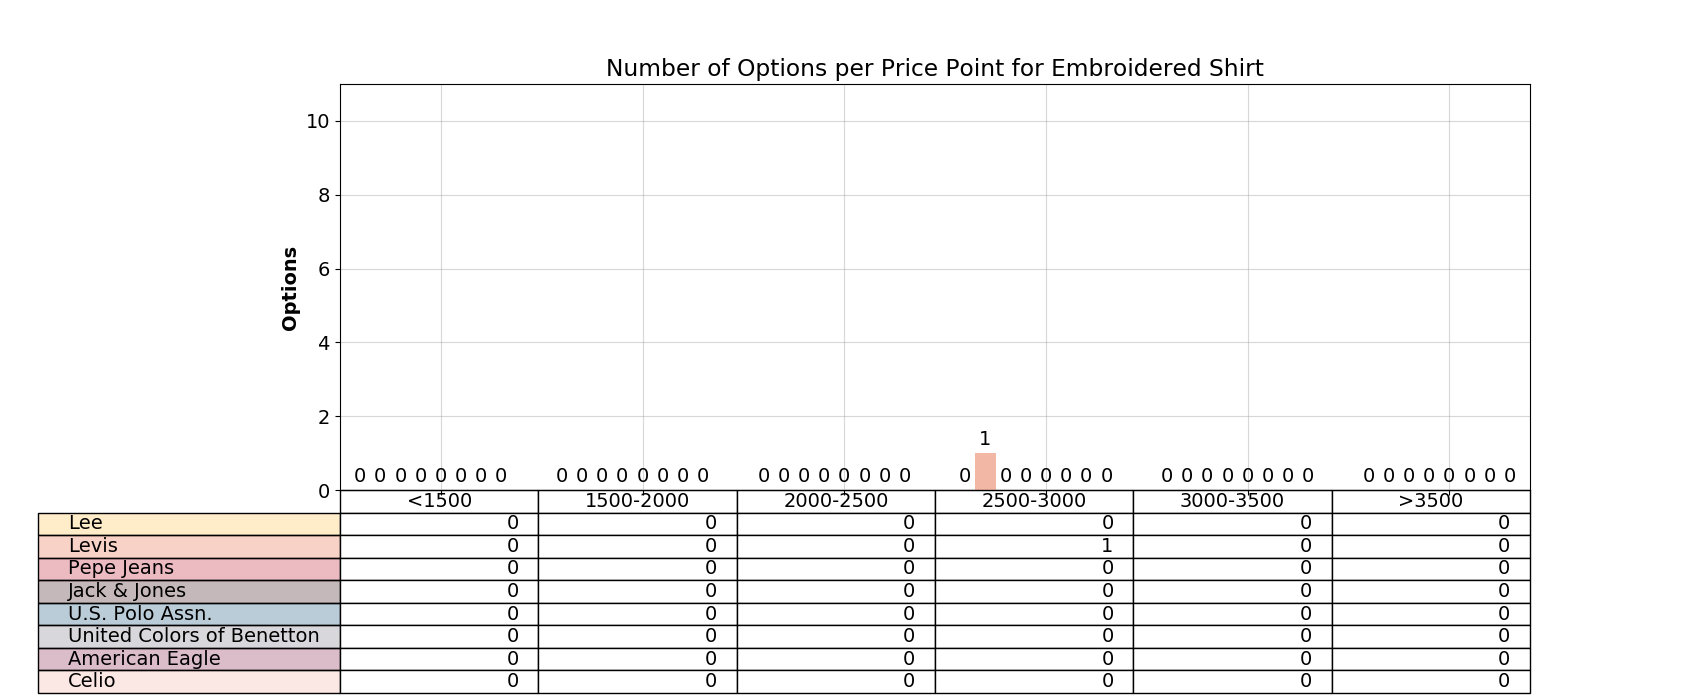 Number of Options per Price Point for Embroidered Shirt
10
8
6
4
2
0
Options
1
0 0 0 0 0 0 0 0 0 0 0 0 0 0 0 0 0 0 0 0 0 0 0 0 0 0 0 0 0 0 0 0 0 0 0 0 0 0 0 0 0 0 0 0 0 0 0
<1500 1500-2000 2000-2500 2500-3000 3000-3500 >3500
Lee 0 0 0 0 0 0
Levis 0 0 0 1 0 0
Pepe Jeans 0 0 0 0 0 0
Jack & Jones 0 0 0 0 0 0
U.S. Polo Assn. 0 0 0 0 0 0
United Colors of Benetton 0 0 0 0 0 0
American Eagle 0 0 0 0 0 0
Celio 0 0 0 0 0 0